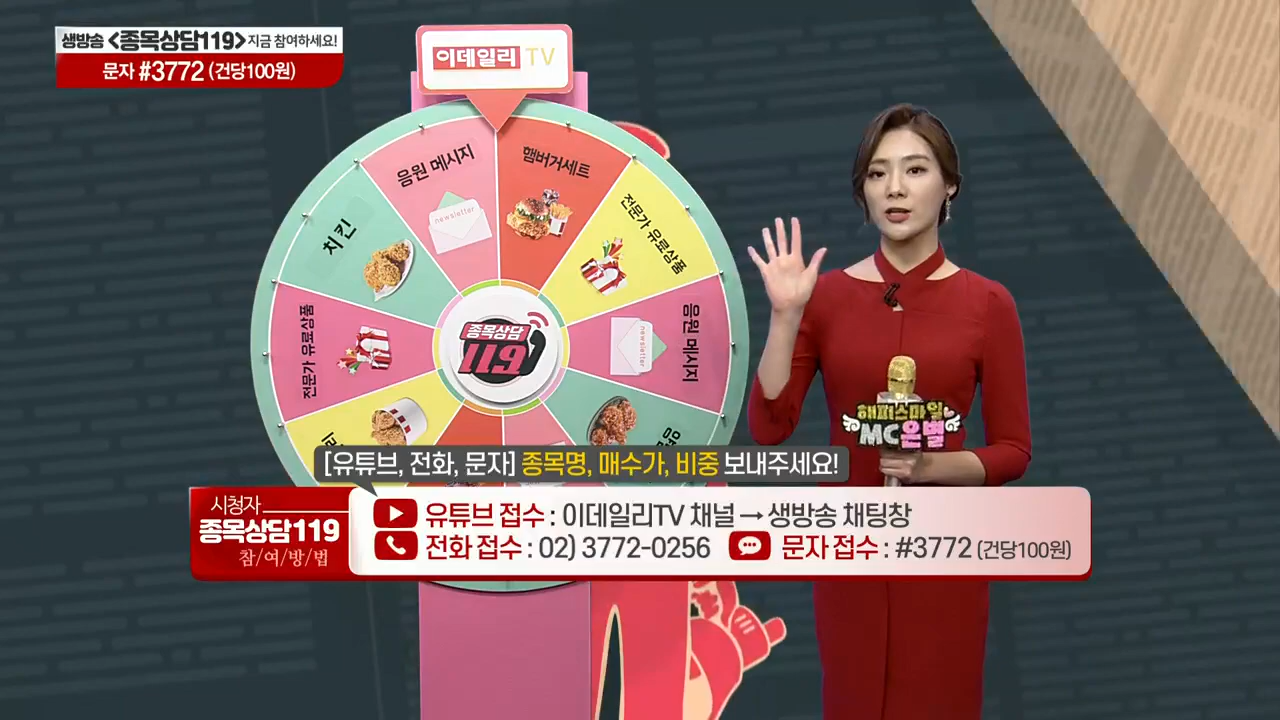 생방송 <종목상담119> 지금 참여하세요!
문자 #3772 (건당100원)
이데일리 TV
응원 메시지
newsletter
햄버거세트
전문가 유료상품
치킨
전문가 유료상품
응원 메시지
newsletter
종목상담
119
해피스마일
MC은별
[유튜브, 전화, 문자] 종목명, 매수가, 비중 보내주세요!
시청자
종목상담119
참/여/방/법
유튜브 접수 : 이데일리TV 채널 → 생방송 채팅창
전화 접수 : 02) 3772-0256
문자 접수 : #3772 (건당100원)